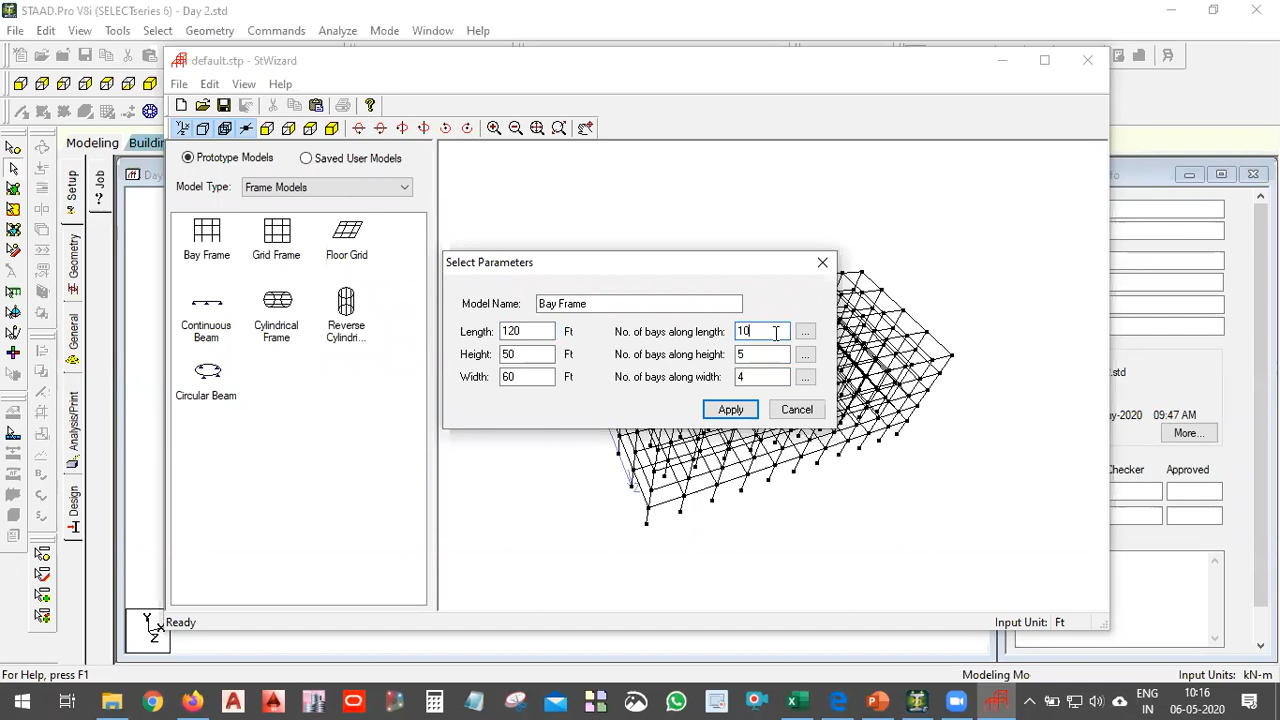 STAAD.Pro V8i (SELECTseries 6) - Day 2.std
File Edit View Tools Select Geometry Commands Analyze Mode Window Help
default.stp - StWizard
File Edit View Help
Modeling
Building
Setup
Job
General
Geometry
Analysis/Print
Design
Prototype Models
Saved User Models
Model Type:
Frame Models
Bay Frame
Grid Frame
Floor Grid
Continuous
Beam
Cylindrical
Frame
Reverse
Cylindri...
Circular Beam
Select Parameters
Model Name: Bay Frame
Length: 120 Ft No. of bays along length: 10 ...
Height: 50 Ft No. of bays along height: 5 ...
Width: 60 Ft No. of bays along width: 4 ...
Apply
Cancel
09:47 AM
More...
Checker
Approved
Y
X
Z
Ready
Input Unit: Ft
For Help, press F1
Modeling Mo
Input Units: kN-m
ENG
IN
10:16
06-05-2020